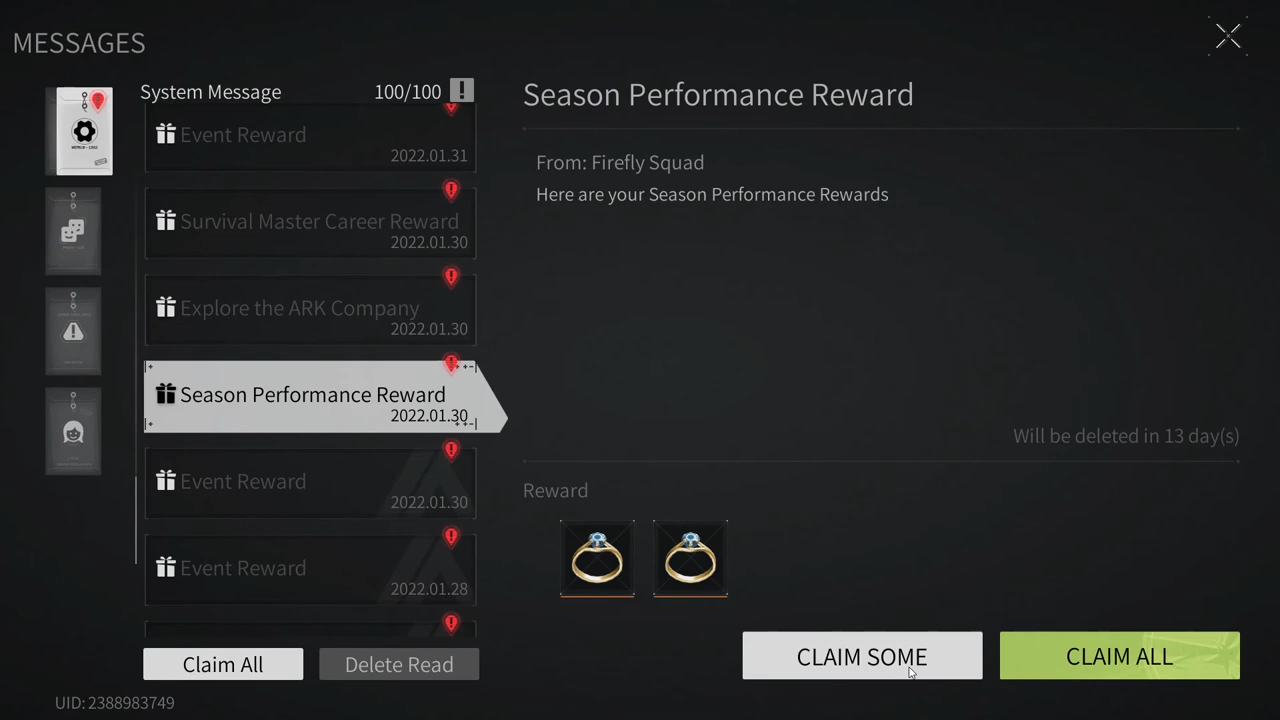 MESSAGES
System Message 100/100
Event Reward
2022.01.31
Survival Master Career Reward
2022.01.30
Explore the ARK Company
2022.01.30
Season Performance Reward
2022.01.30
Event Reward
2022.01.30
Event Reward
2022.01.28
Claim All
Delete Read
UID: 2388983749
Season Performance Reward
From: Firefly Squad
Here are your Season Performance Rewards
Will be deleted in 13 day(s)
Reward
CLAIM SOME
CLAIM ALL